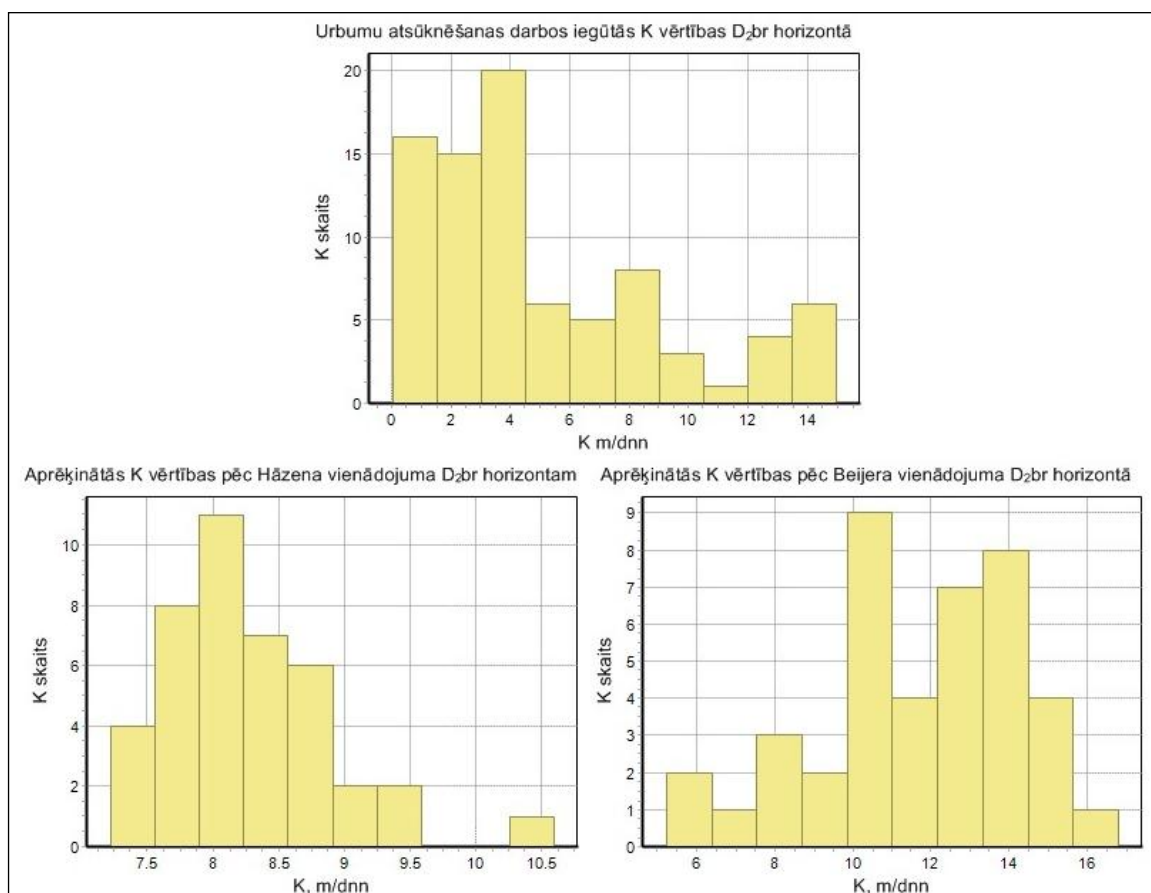 Urbumu atsūknēšanas darbos iegūtās K vērtības D₂br horizontā
20
15
10
5
0
K skaits
0 2 4 6 8 10 12 14
K m/dnn
Aprēķinātās K vērtības pēc Hāzena vienādojuma D₂br horizontam
10
8
6
4
2
0
K skaits
7.5 8 8.5 9 9.5 10 10.5
K, m/dnn
Aprēķinātās K vērtības pēc Beijera vienādojuma D₂br horizontā
9
8
7
6
5
4
3
2
1
0
K skaits
6 8 10 12 14 16
K, m/dnn